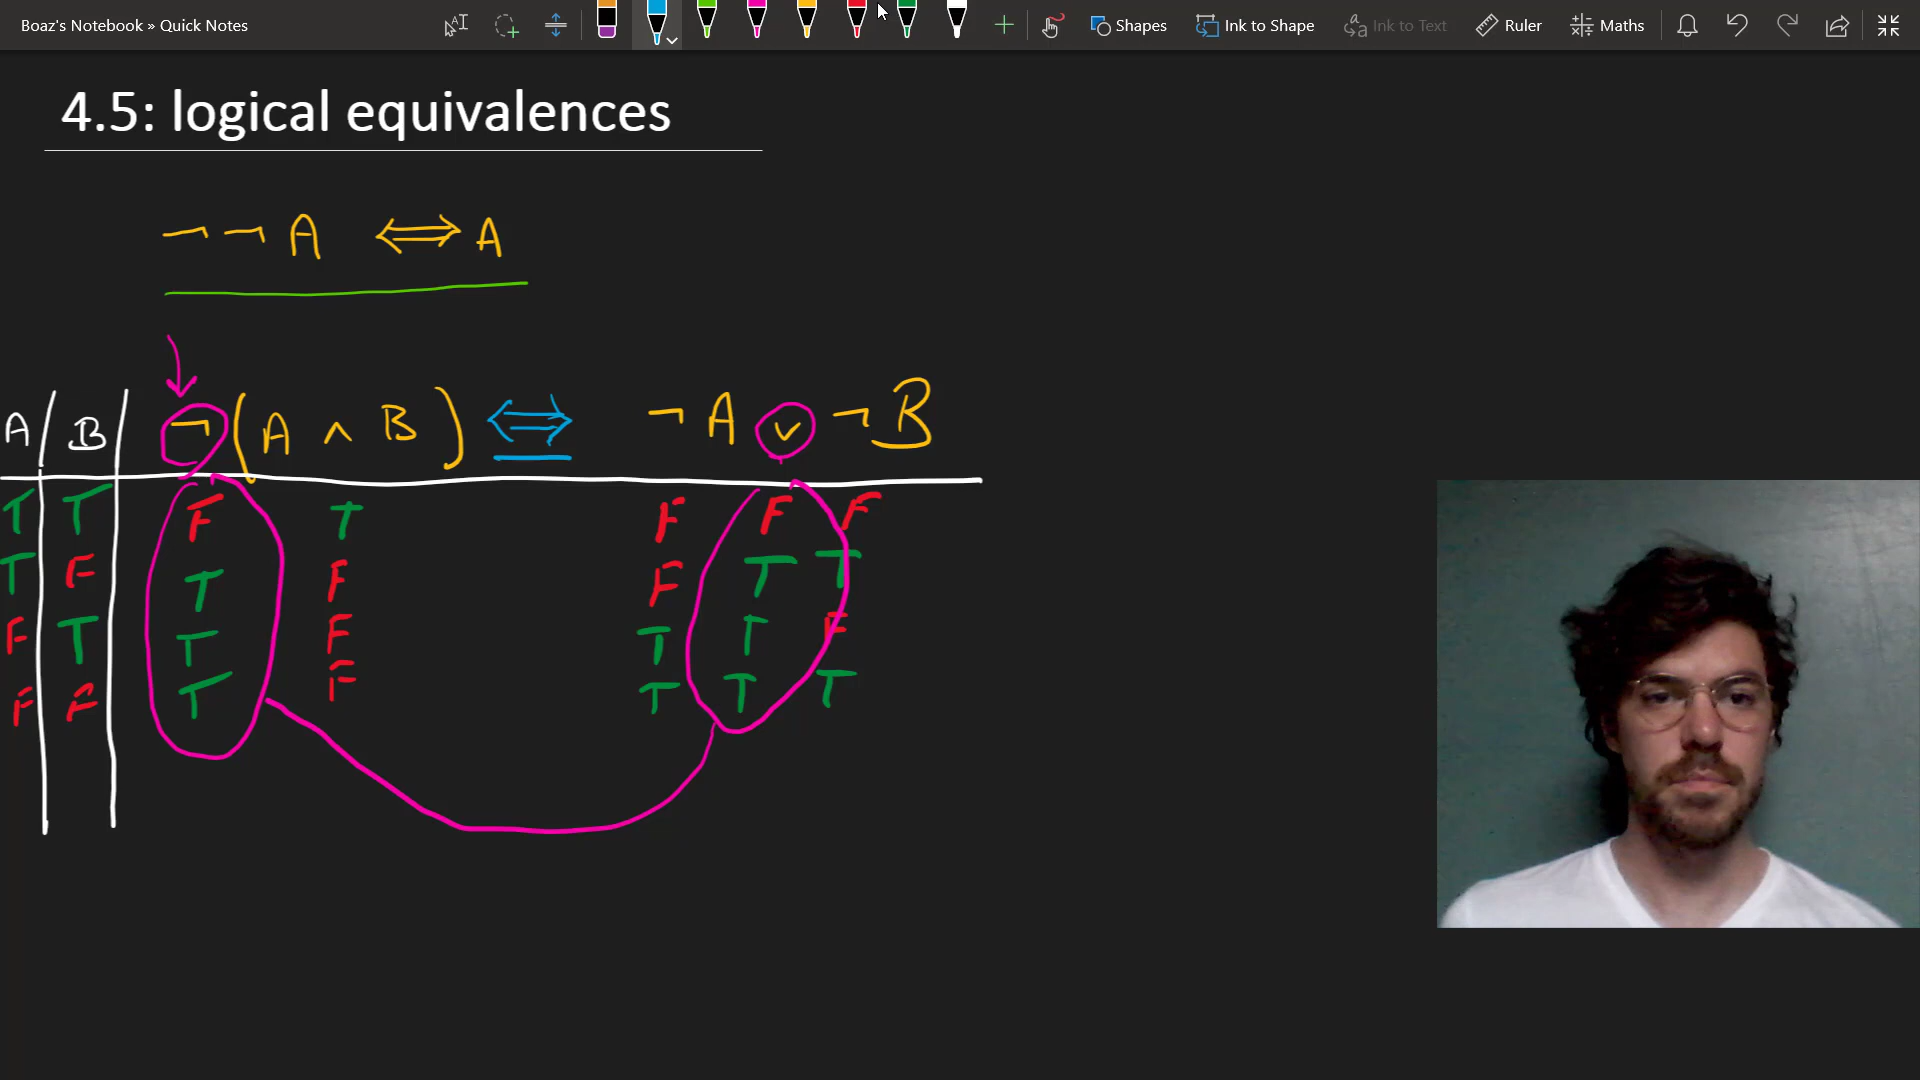 Boaz's Notebook » Quick Notes Shapes Ink to Shape Ink to Text Ruler Maths
4.5: logical equivalences
¬ ¬ A ⟺ A
A B ¬ ( A ∧ B ) ⟺ ¬ A ∨ ¬ B
T T F T F F F
T F T F F T T
F T T F T T F
F F T F T T T